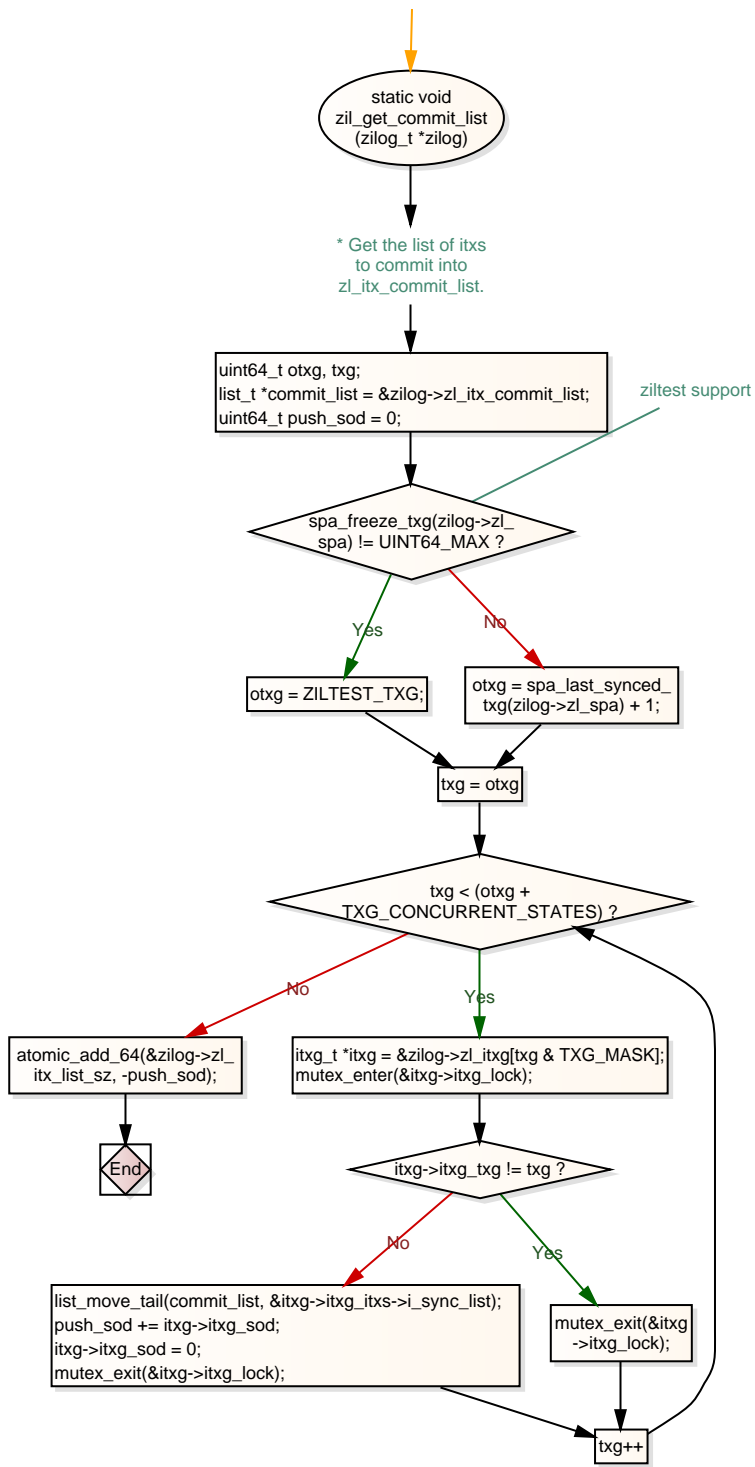 static void
zil_get_commit_list
(zilog_t *zilog)
* Get the list of itxs
to commit into
zl_itx_commit_list.
uint64_t otxg, txg;
list_t *commit_list = &zilog->zl_itx_commit_list;
uint64_t push_sod = 0;
ziltest support
spa_freeze_txg(zilog->zl_
spa) != UINT64_MAX ?
Yes
No
otxg = ZILTEST_TXG;
otxg = spa_last_synced_
txg(zilog->zl_spa) + 1;
txg = otxg
txg < (otxg +
TXG_CONCURRENT_STATES) ?
No
Yes
atomic_add_64(&zilog->zl_
itx_list_sz, -push_sod);
itxg_t *itxg = &zilog->zl_itxg[txg & TXG_MASK];
mutex_enter(&itxg->itxg_lock);
End
itxg->itxg_txg != txg ?
No
Yes
list_move_tail(commit_list, &itxg->itxg_itxs->i_sync_list);
push_sod += itxg->itxg_sod;
itxg->itxg_sod = 0;
mutex_exit(&itxg->itxg_lock);
mutex_exit(&itxg
->itxg_lock);
txg++